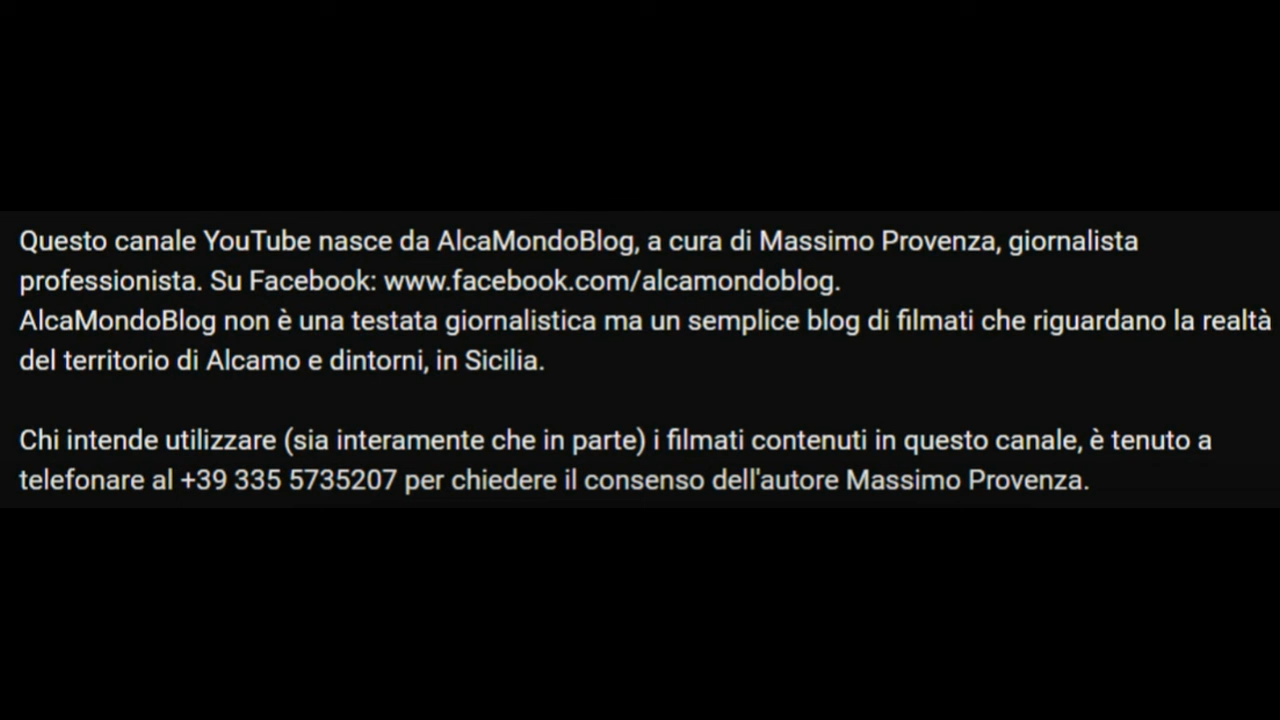 Questo canale YouTube nasce da AlcaMondoBlog, a cura di Massimo Provenza, giornalista
professionista. Su Facebook: www.facebook.com/alcamondoblog.
AlcaMondoBlog non è una testata giornalistica ma un semplice blog di filmati che riguardano la realtà
del territorio di Alcamo e dintorni, in Sicilia.
Chi intende utilizzare (sia interamente che in parte) i filmati contenuti in questo canale, è tenuto a
telefonare al +39 335 5735207 per chiedere il consenso dell'autore Massimo Provenza.